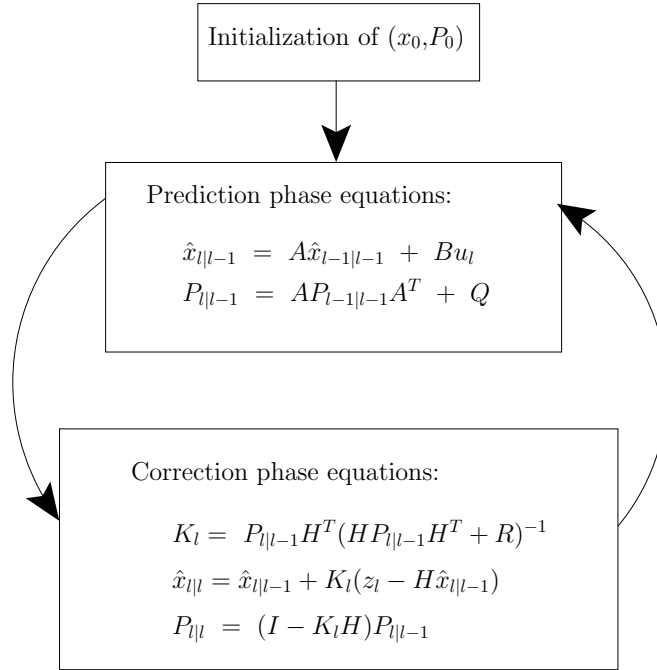 Initialization of $(x_0, P_0)$
Prediction phase equations:
$\hat{x}_{l|l-1} = A\hat{x}_{l-1|l-1} + Bu_l$
$P_{l|l-1} = AP_{l-1|l-1}A^T + Q$
Correction phase equations:
$K_l = P_{l|l-1}H^T(HP_{l|l-1}H^T + R)^{-1}$
$\hat{x}_{l|l} = \hat{x}_{l|l-1} + K_l(z_l - H\hat{x}_{l|l-1})$
$P_{l|l} = (I - K_lH)P_{l|l-1}$